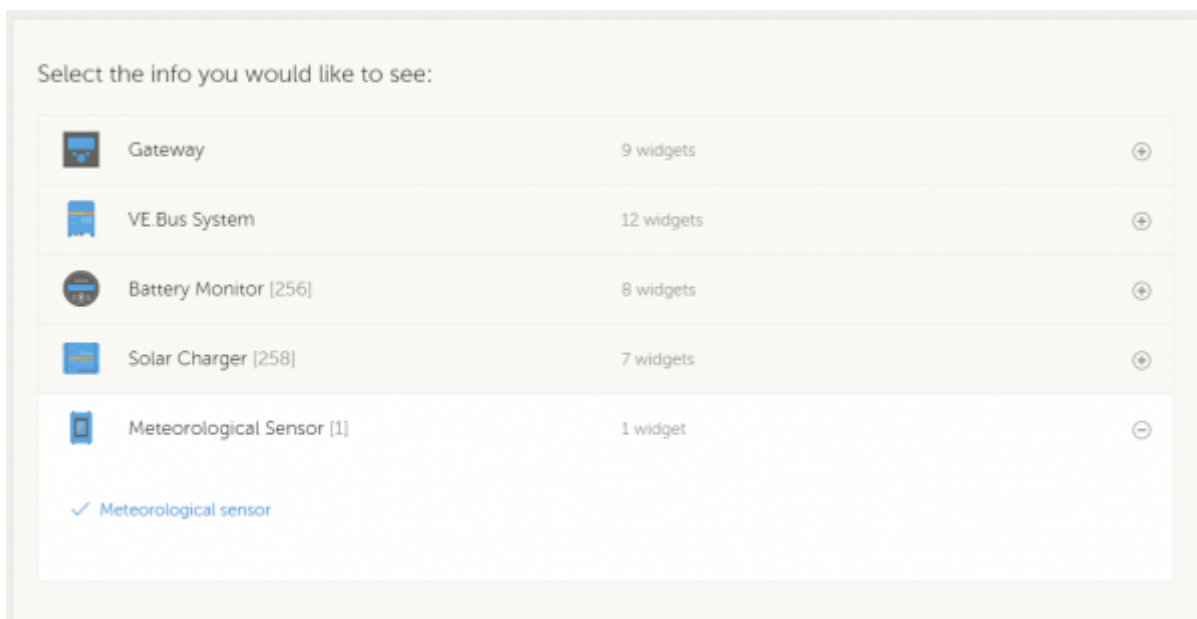 Select the info you would like to see:
Gateway 9 widgets
VE.Bus System 12 widgets
Battery Monitor [256] 8 widgets
Solar Charger [258] 7 widgets
Meteorological Sensor [1] 1 widget
Meteorological sensor